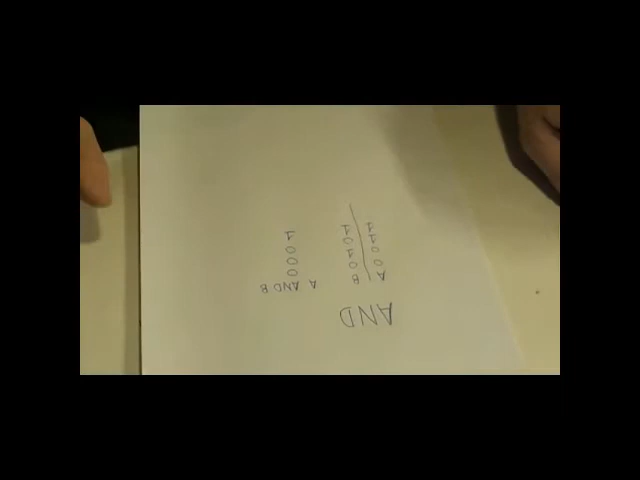 AND
A B A AND B
0 0 0
0 1 0
1 0 0
1 1 1